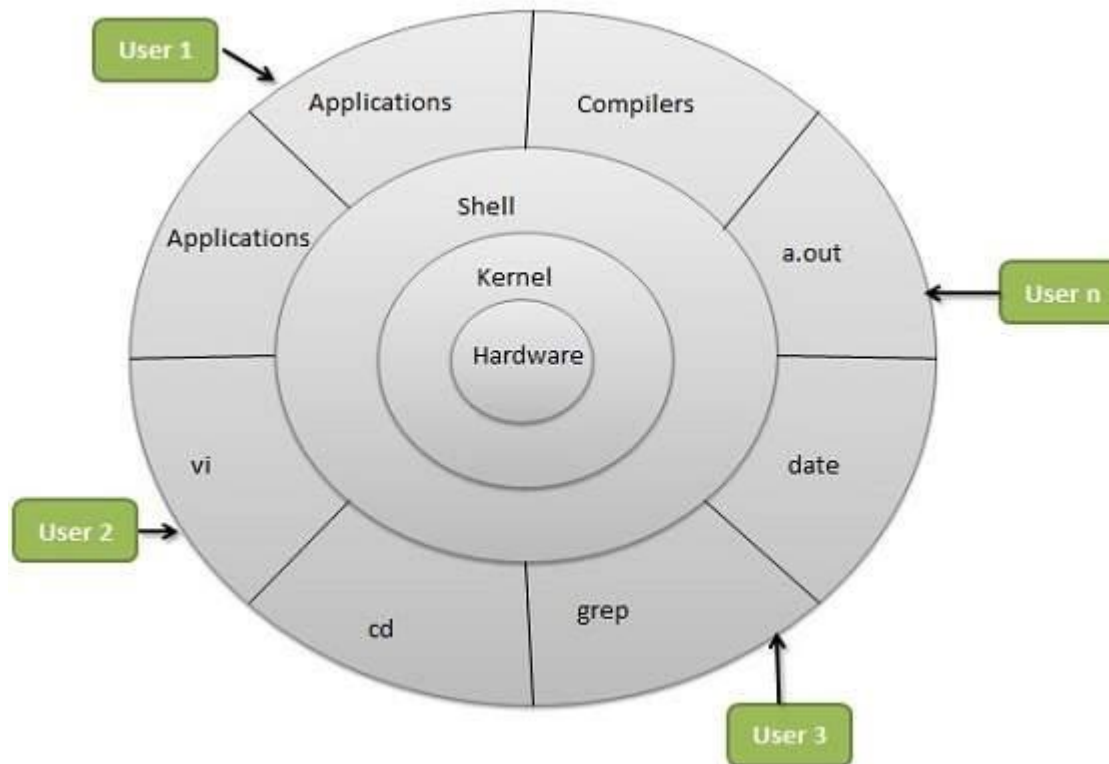 User 1
Applications
Compilers
Shell
Applications
a.out
Kernel
User n
Hardware
vi
date
User 2
grep
cd
User 3